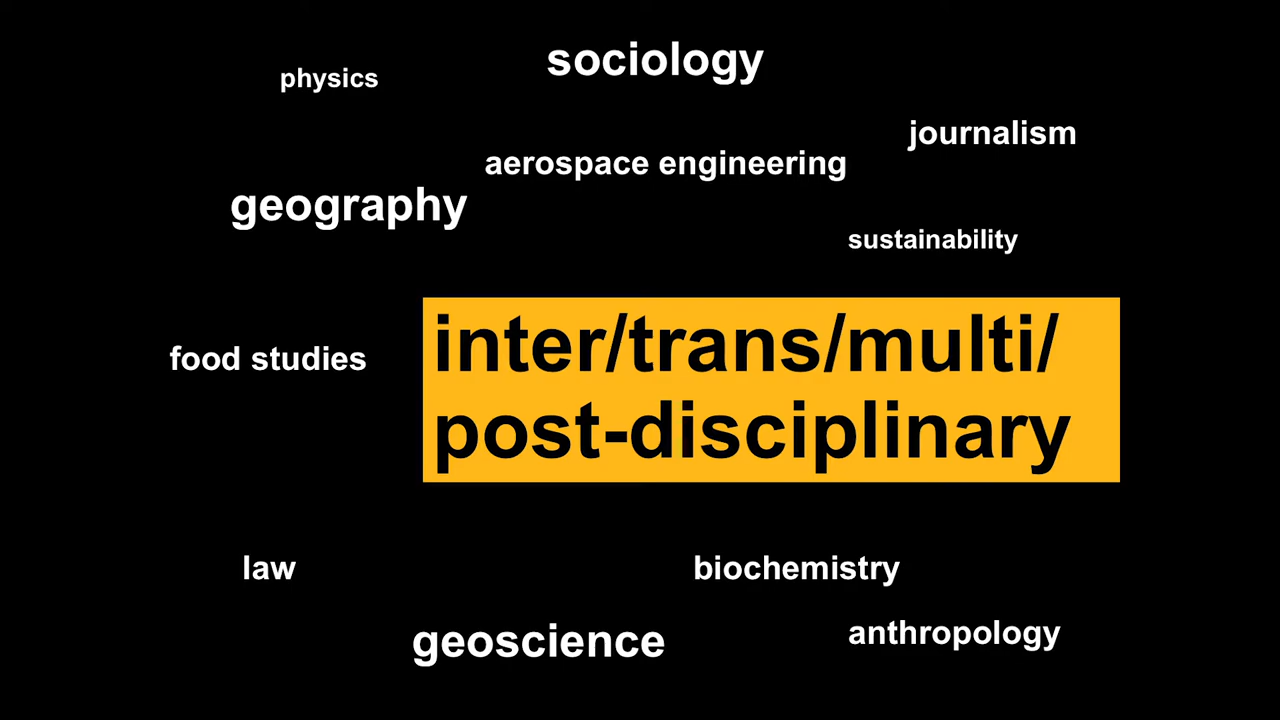 sociology
physics
journalism
aerospace engineering
geography
sustainability
inter/trans/multi/
post-disciplinary
food studies
law
biochemistry
anthropology
geoscience